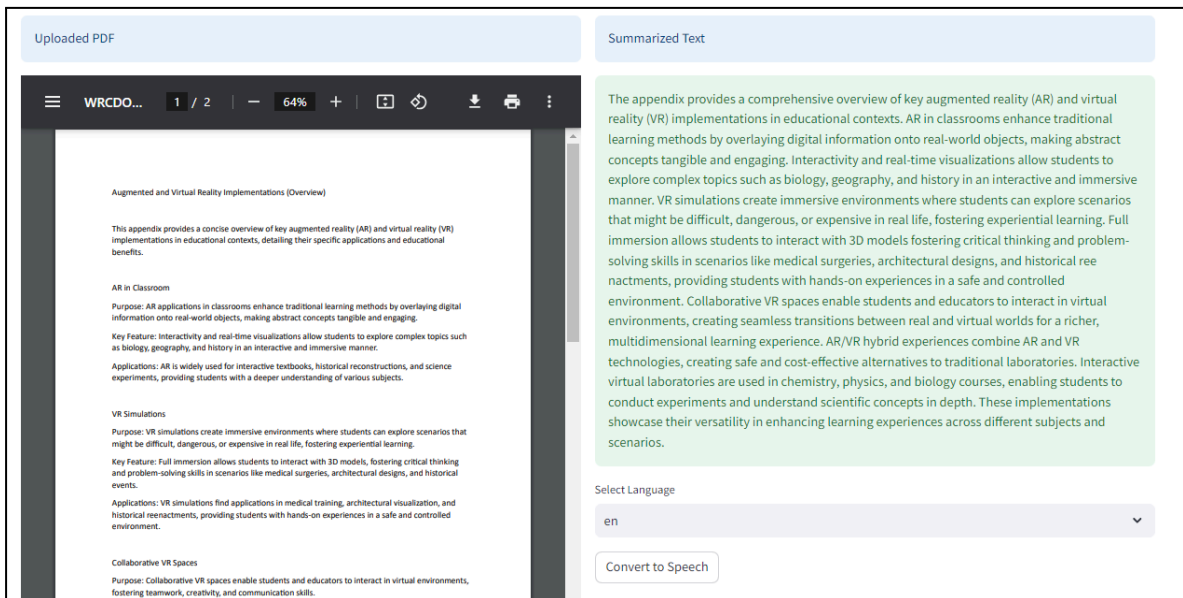 Uploaded PDF
WRCDO... 1 / 2 64%
Augmented and Virtual Reality Implementations (Overview)
This appendix provides a concise overview of key augmented reality (AR) and virtual reality (VR)
implementations in educational contexts, detailing their specific applications and educational
benefits.
AR in Classroom
Purpose: AR applications in classrooms enhance traditional learning methods by overlaying digital
information onto real-world objects, making abstract concepts tangible and engaging.
Key Feature: Interactivity and real-time visualizations allow students to explore complex topics such
as biology, geography, and history in an interactive and immersive manner.
Applications: AR is widely used for interactive textbooks, historical reconstructions, and science
experiments, providing students with a deeper understanding of various subjects.
VR Simulations
Purpose: VR simulations create immersive environments where students can explore scenarios that
might be difficult, dangerous, or expensive in real life, fostering experiential learning.
Key Feature: Full immersion allows students to interact with 3D models, fostering critical thinking
and problem-solving skills in scenarios like medical surgeries, architectural designs, and historical
events.
Applications: VR simulations find applications in medical training, architectural visualization, and
historical reenactments, providing students with hands-on experiences in a safe and controlled
environment.
Collaborative VR Spaces
Purpose: Collaborative VR spaces enable students and educators to interact in virtual environments,
fostering teamwork, creativity, and communication skills.
Summarized Text
The appendix provides a comprehensive overview of key augmented reality (AR) and virtual
reality (VR) implementations in educational contexts. AR in classrooms enhance traditional
learning methods by overlaying digital information onto real-world objects, making abstract
concepts tangible and engaging. Interactivity and real-time visualizations allow students to
explore complex topics such as biology, geography, and history in an interactive and immersive
manner. VR simulations create immersive environments where students can explore scenarios
that might be difficult, dangerous, or expensive in real life, fostering experiential learning. Full
immersion allows students to interact with 3D models fostering critical thinking and problem-
solving skills in scenarios like medical surgeries, architectural designs, and historical ree
nactments, providing students with hands-on experiences in a safe and controlled
environment. Collaborative VR spaces enable students and educators to interact in virtual
environments, creating seamless transitions between real and virtual worlds for a richer,
multidimensional learning experience. AR/VR hybrid experiences combine AR and VR
technologies, creating safe and cost-effective alternatives to traditional laboratories. Interactive
virtual laboratories are used in chemistry, physics, and biology courses, enabling students to
conduct experiments and understand scientific concepts in depth. These implementations
showcase their versatility in enhancing learning experiences across different subjects and
scenarios.
Select Language
en
Convert to Speech